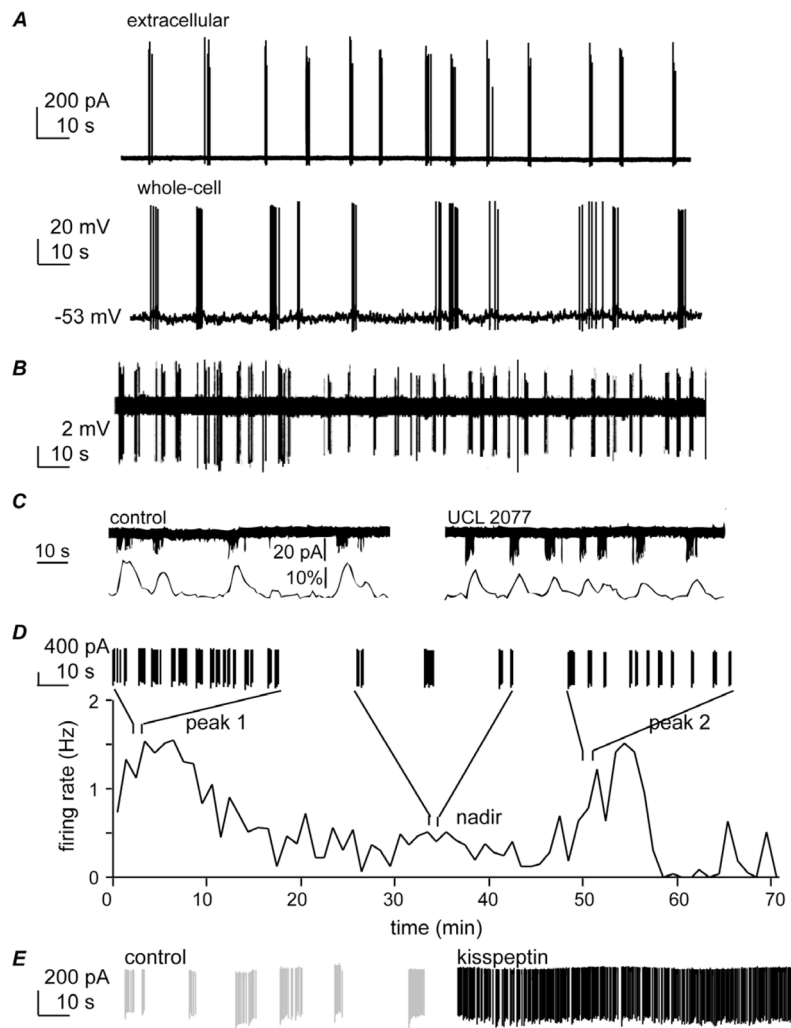 A
extracellular
200 pA
10 s
whole-cell
20 mV
10 s
-53 mV
B
2 mV
10 s
C
control
UCL 2077
10 s
20 pA
10%
D
400 pA
10 s
2
peak 1
peak 2
firing rate (Hz)
1
nadir
0
0 10 20 30 40 50 60 70
time (min)
E
control
kisspeptin
200 pA
10 s